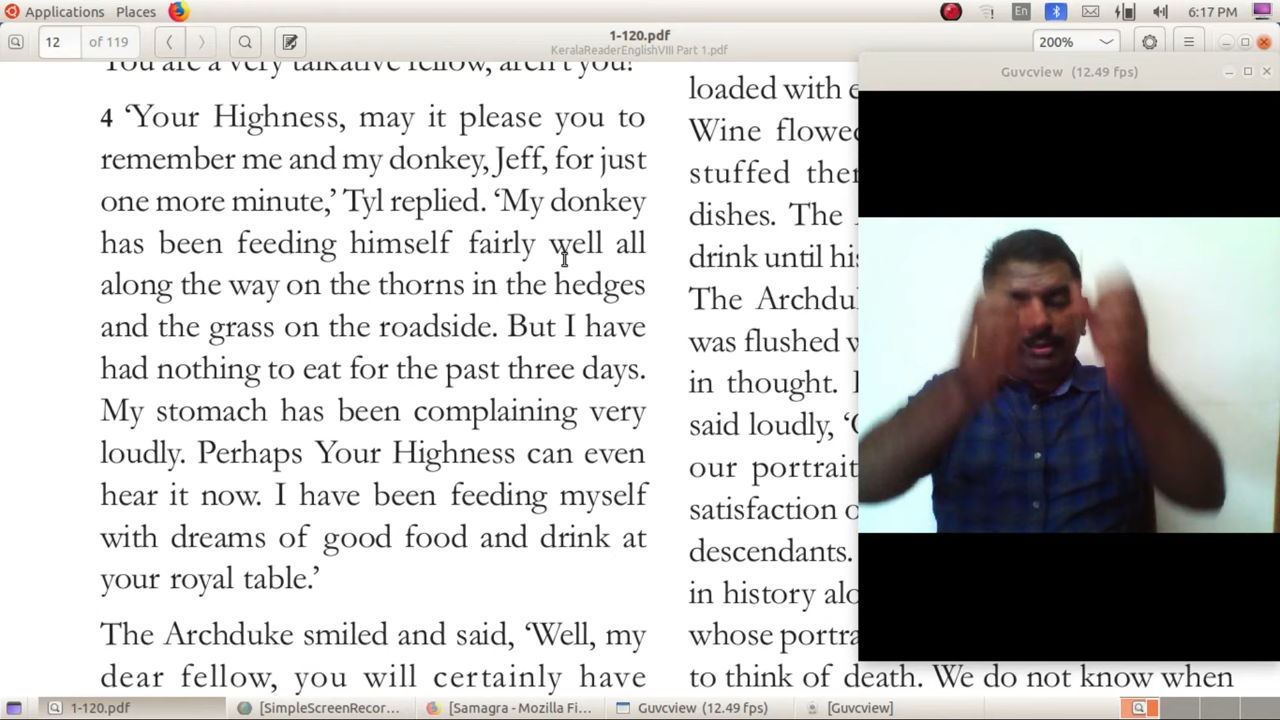 Applications Places En 6:17 PM
12 of 119
1-120.pdf
KeralaReaderEnglishVIII Part 1.pdf
200%
You are a very talkative fellow, aren't you!
4 ‘Your Highness, may it please you to
remember me and my donkey, Jeff, for just
one more minute,’ Tyl replied. ‘My donkey
has been feeding himself fairly well all
along the way on the thorns in the hedges
and the grass on the roadside. But I have
had nothing to eat for the past three days.
My stomach has been complaining very
loudly. Perhaps Your Highness can even
hear it now. I have been feeding myself
with dreams of good food and drink at
your royal table.’
The Archduke smiled and said, ‘Well, my
dear fellow, you will certainly have
loaded with
Wine flowed
stuffed
dishes. The
drink until his
The
was flushed
in thought.
said loudly,
our
satisfaction
descendants.
in history
whose
to think of death. We do not know when
Guvcview (12.49 fps)
1-120.pdf
[SimpleScreenRecor...
[Samagra - Mozilla Fi...
Guvcview (12.49 fps)
[Guvcview]